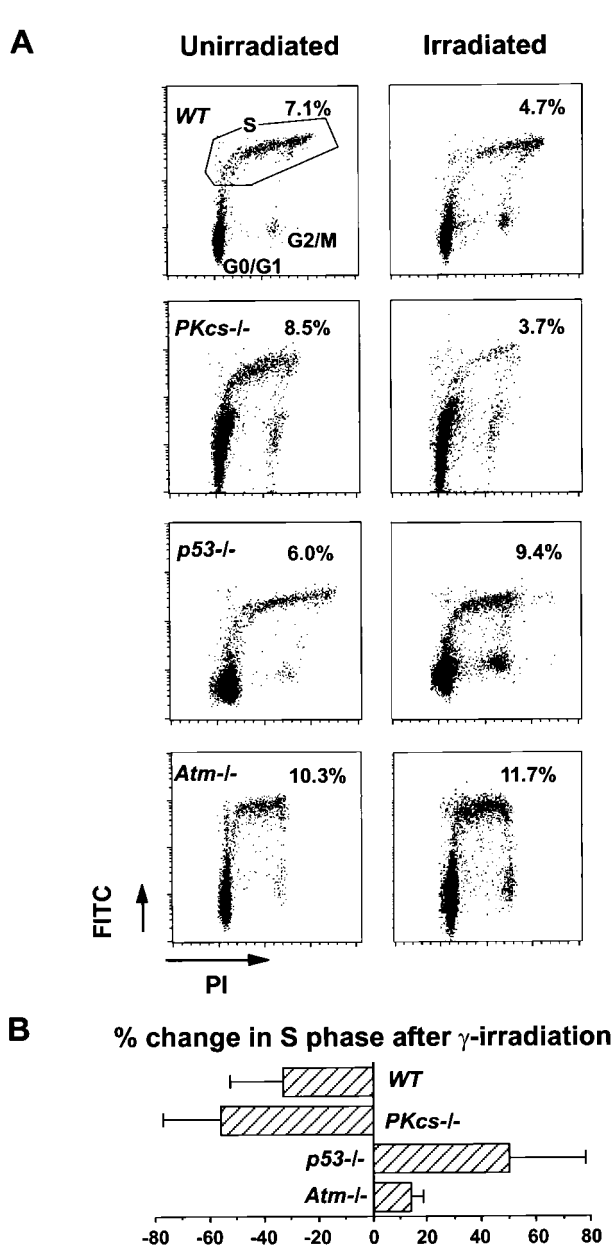 A
Unirradiated Irradiated
WT 7.1% 4.7%
S
G2/M
G0/G1
PKcs-/- 8.5% 3.7%
p53-/- 6.0% 9.4%
Atm-/- 10.3% 11.7%
FITC
PI
B
% change in S phase after γ-irradiation
WT
PKcs-/-
p53-/-
Atm-/-
-80 -60 -40 -20 0 20 40 60 80